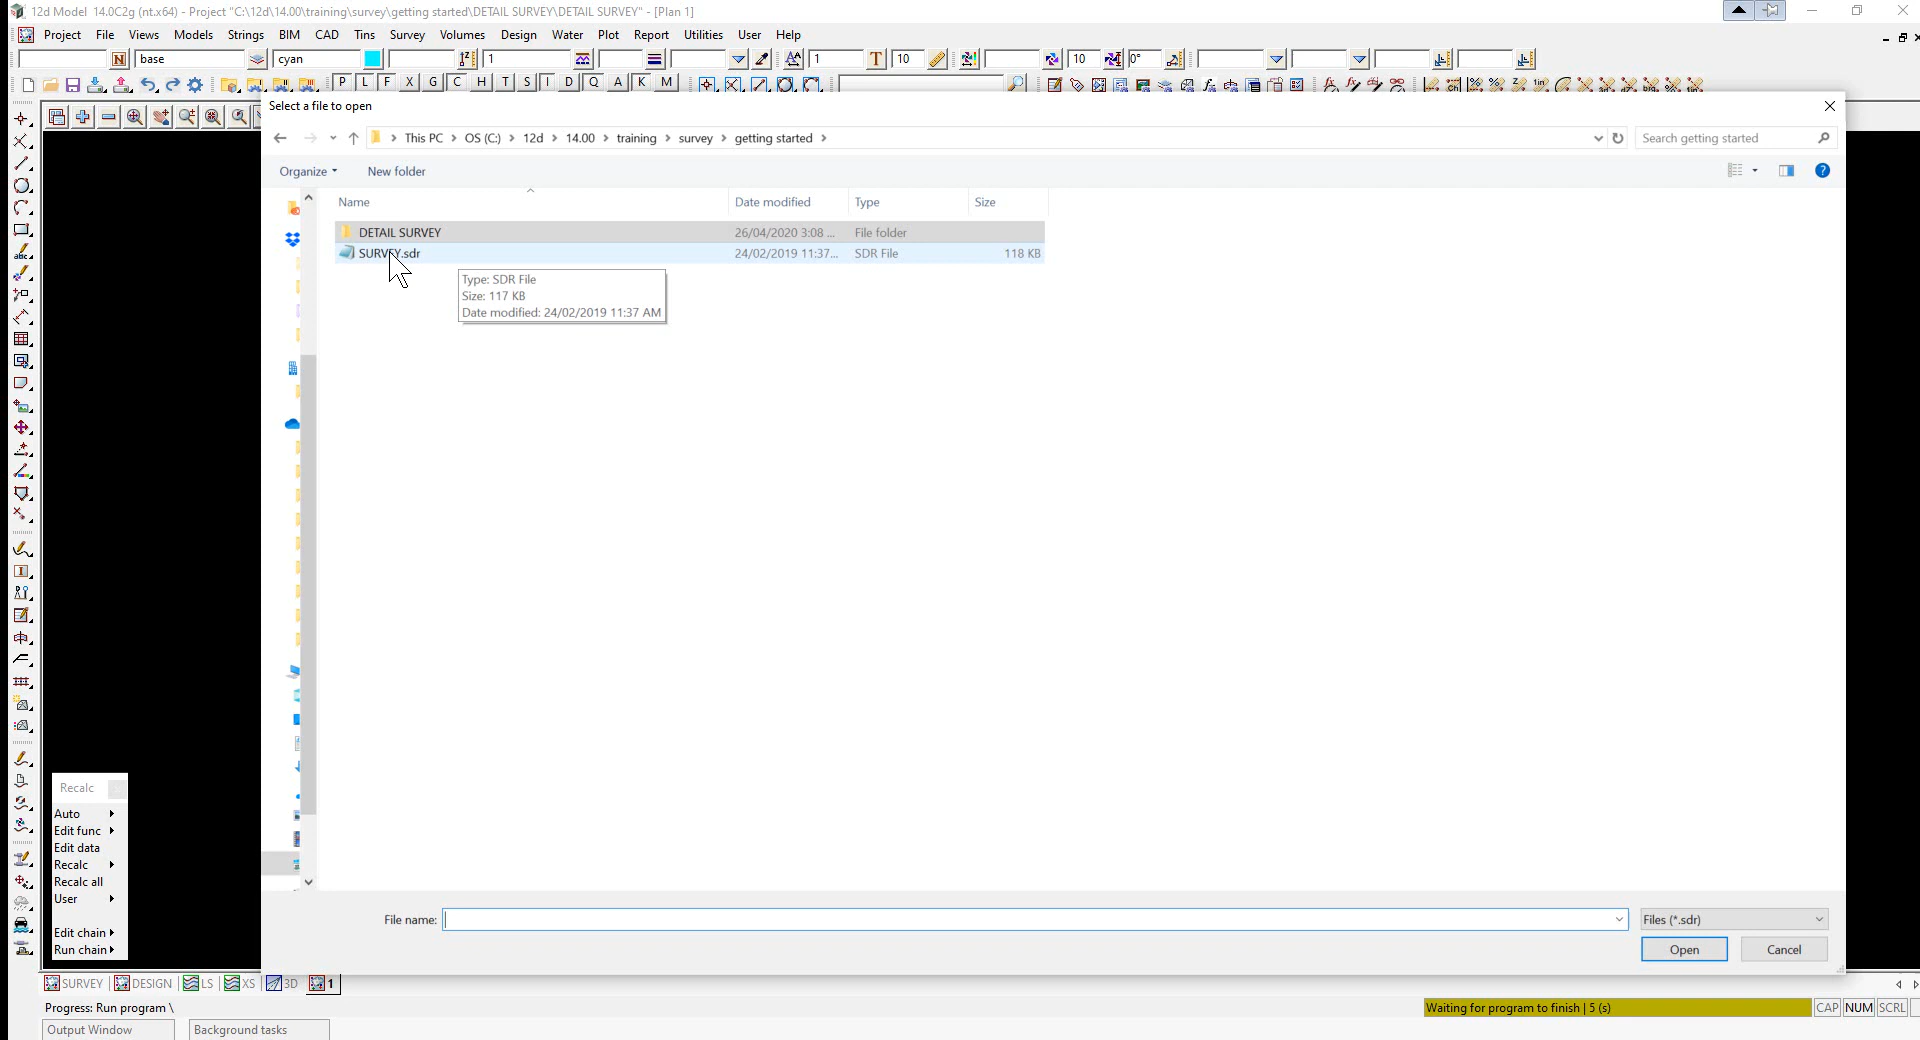 12d Model 14.0C2g (nt.x64) - Project "C:\12d\14.00\training\survey\getting started\DETAIL SURVEY\DETAIL SURVEY" - [Plan 1]
Project File Views Models Strings BIM CAD Tins Survey Volumes Design Water Plot Report Utilities User Help
N base cyan 1 1 T 10 10 0°
P L F X G C H T S I D Q A K M
Select a file to open
This PC > OS (C:) > 12d > 14.00 > training > survey > getting started >
Search getting started
Organize New folder
Name Date modified Type Size
DETAIL SURVEY 26/04/2020 3:08 ... File folder
SURVEY.sdr 24/02/2019 11:37... SDR File 118 KB
Type: SDR File
Size: 117 KB
Date modified: 24/02/2019 11:37 AM
Recalc
Auto
Edit func
Edit data
Recalc
Recalc all
User
Edit chain
Run chain
File name:
Files (*.sdr)
Open Cancel
SURVEY DESIGN LS XS 3D 1
Progress: Run program \
Waiting for program to finish | 5 (s)
CAP NUM SCRL
Output Window Background tasks